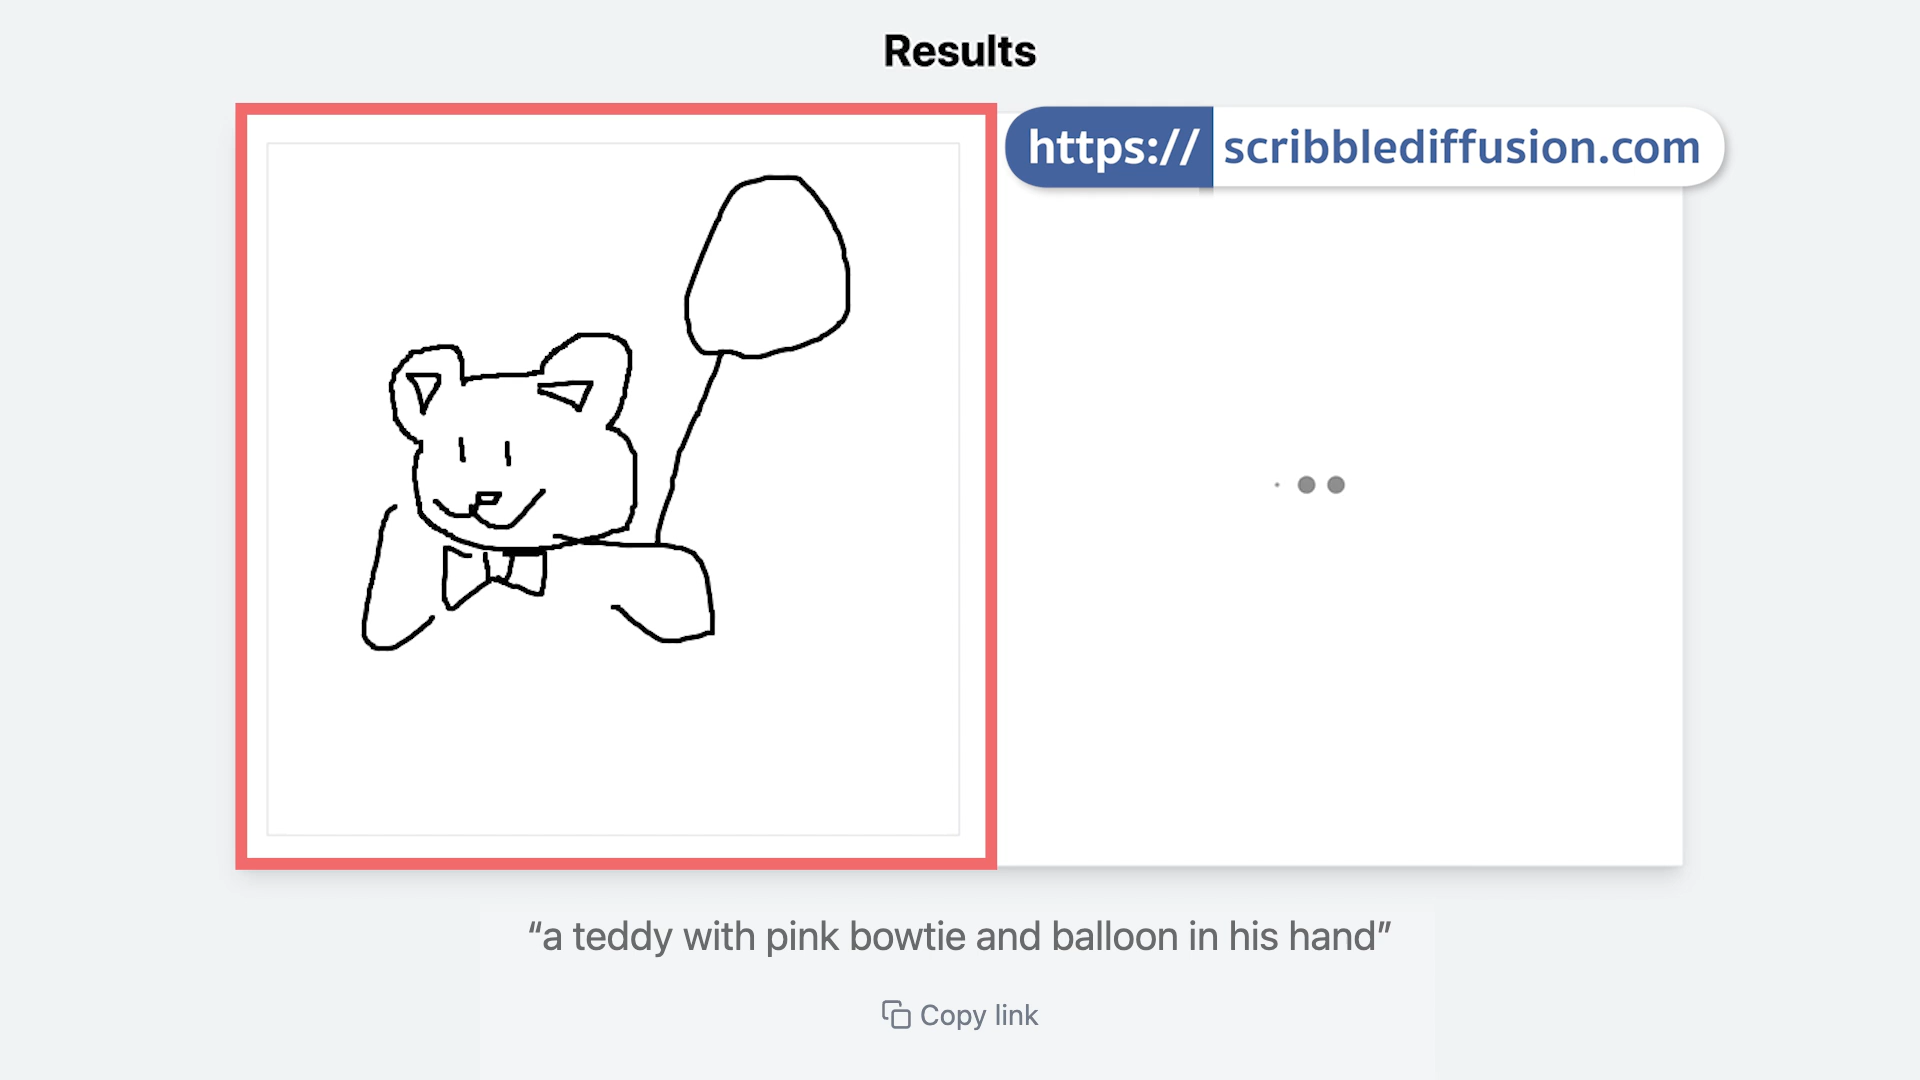 Results
https:// scribblediffusion.com
“a teddy with pink bowtie and balloon in his hand”
Copy link